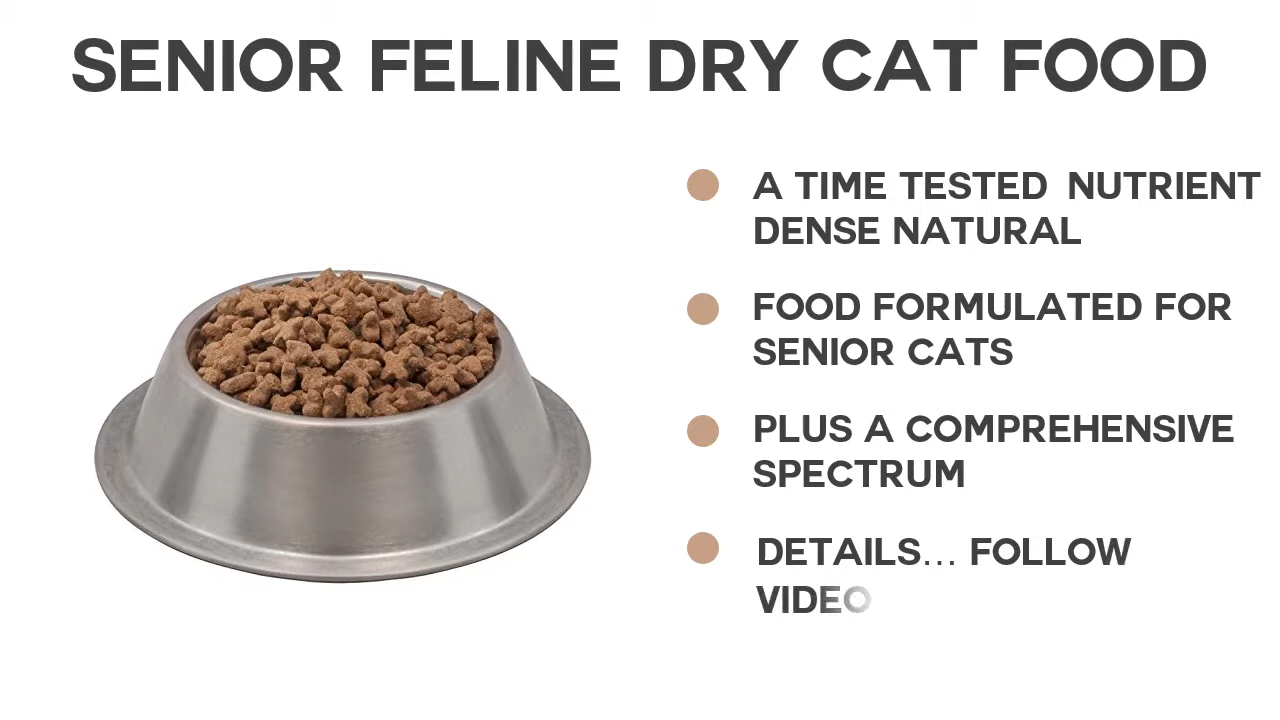 SENIOR FELINE DRY CAT FOOD
A TIME TESTED NUTRIENT
DENSE NATURAL
FOOD FORMULATED FOR
SENIOR CATS
PLUS A COMPREHENSIVE
SPECTRUM
DETAILS... FOLLOW
VIDEO